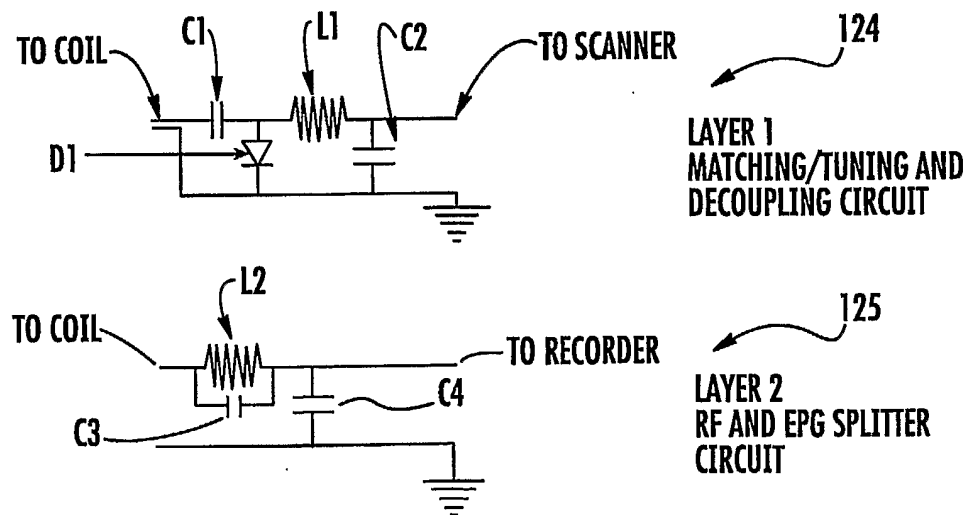 C1
L1
C2
124
TO COIL
TO SCANNER
D1
LAYER 1
MATCHING/TUNING AND
DECOUPLING CIRCUIT
L2
125
TO COIL
TO RECORDER
C4
C3
LAYER 2
RF AND EPG SPLITTER
CIRCUIT